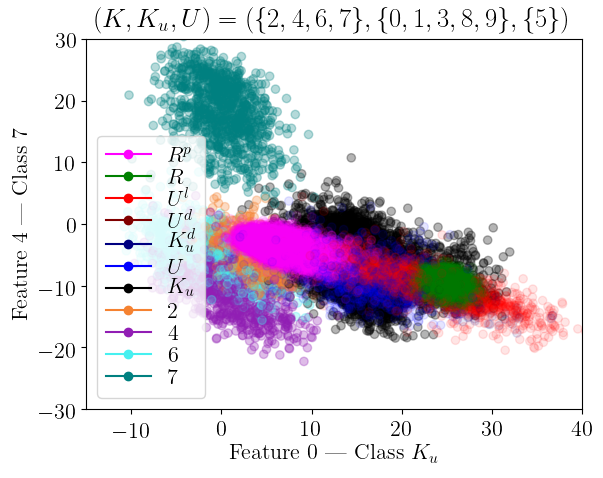 (K, K_u, U) = ({2, 4, 6, 7}, {0, 1, 3, 8, 9}, {5})
30
20
10
0
−10
−20
−30
Feature 4 — Class 7
R^p
R
U^l
U^d
K_u^d
U
K_u
2
4
6
7
−10 0 10 20 30 40
Feature 0 — Class K_u